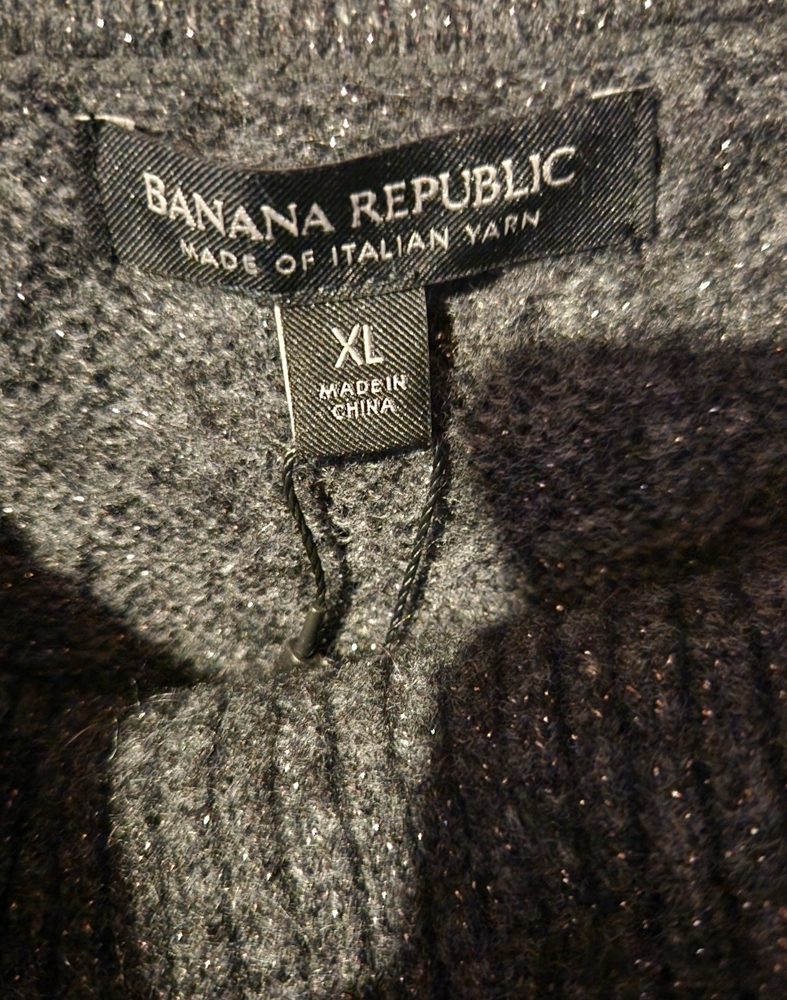 BANANA REPUBLIC
MADE OF ITALIAN YARN
XL
MADE IN
CHINA